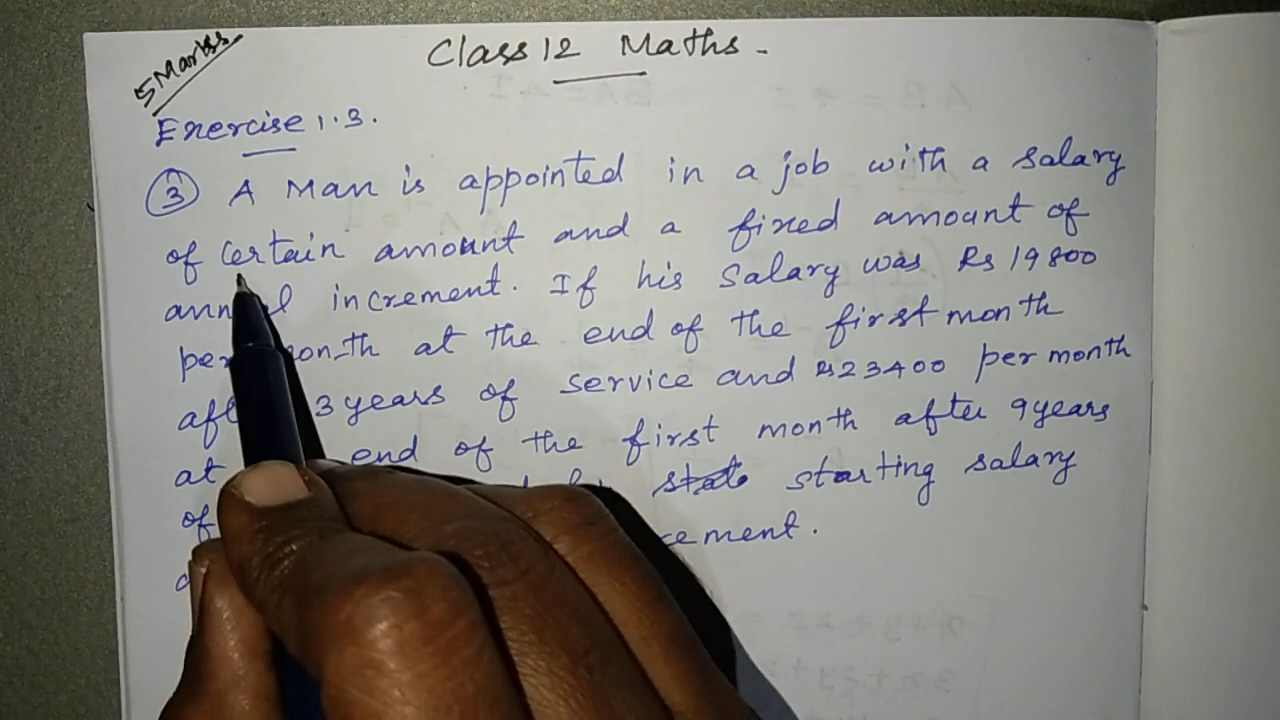 5 Marks
Class 12 Maths -
Exercise 1.3.
3 A Man is appointed in a job with a salary
of certain amount and a fixed amount of
increment. If his Salary was Rs 19800
month at the end of the first month
3 years of service and Rs 23400 per month
at end of the first month after 9 years
of starting salary